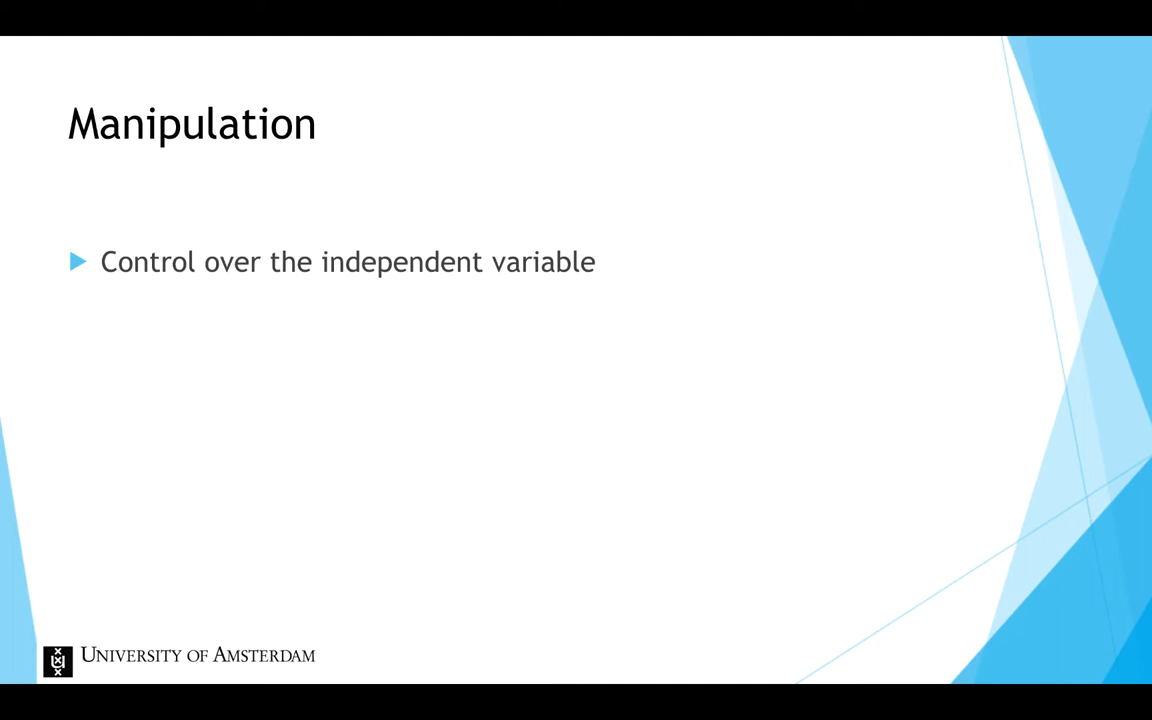 Manipulation
Control over the independent variable
UNIVERSITY OF AMSTERDAM